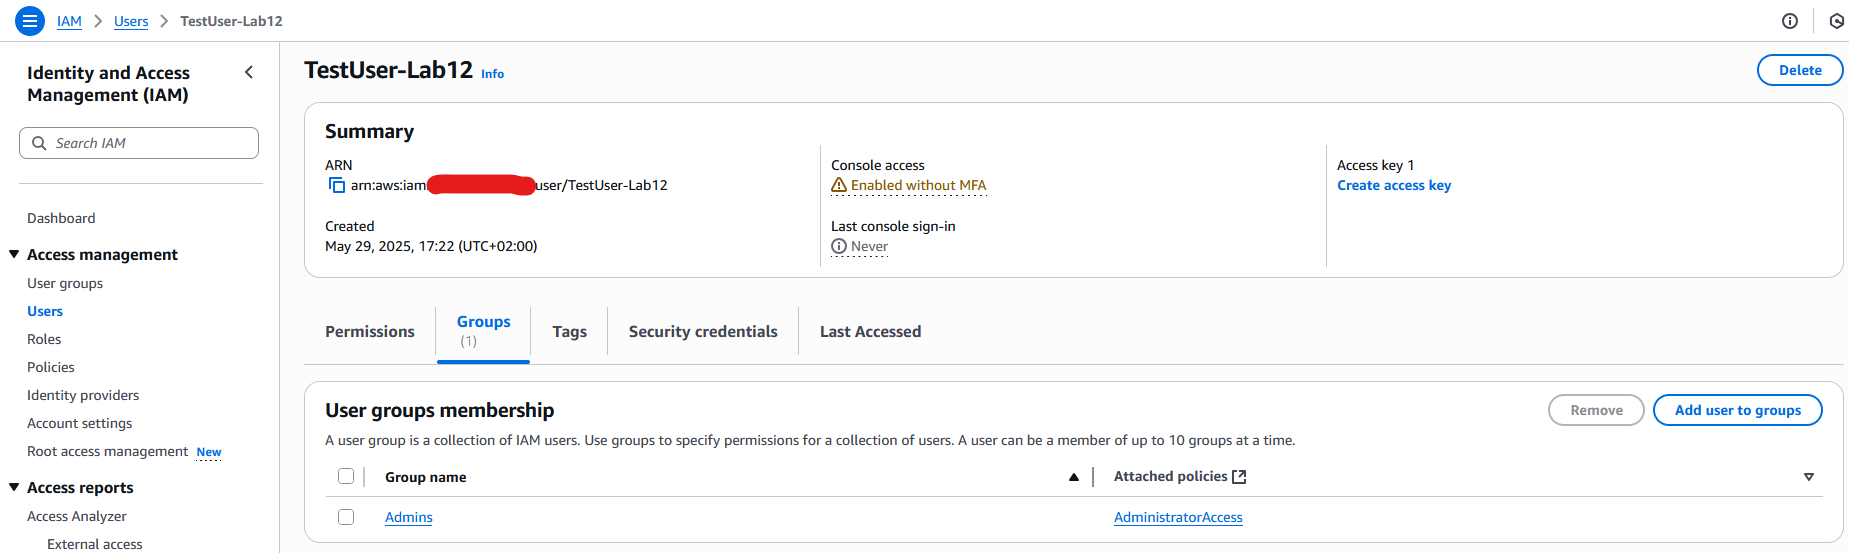 IAM > Users > TestUser-Lab12
Identity and Access
Management (IAM)
Search IAM
Dashboard
Access management
User groups
Users
Roles
Policies
Identity providers
Account settings
Root access management New
Access reports
Access Analyzer
External access
TestUser-Lab12 Info
Delete
Summary
ARN
arn:aws:iam user/TestUser-Lab12
Created
May 29, 2025, 17:22 (UTC+02:00)
Console access
Enabled without MFA
Last console sign-in
Never
Access key 1
Create access key
Permissions
Groups
(1)
Tags
Security credentials
Last Accessed
User groups membership
Remove
Add user to groups
A user group is a collection of IAM users. Use groups to specify permissions for a collection of users. A user can be a member of up to 10 groups at a time.
Group name
Attached policies
Admins
AdministratorAccess